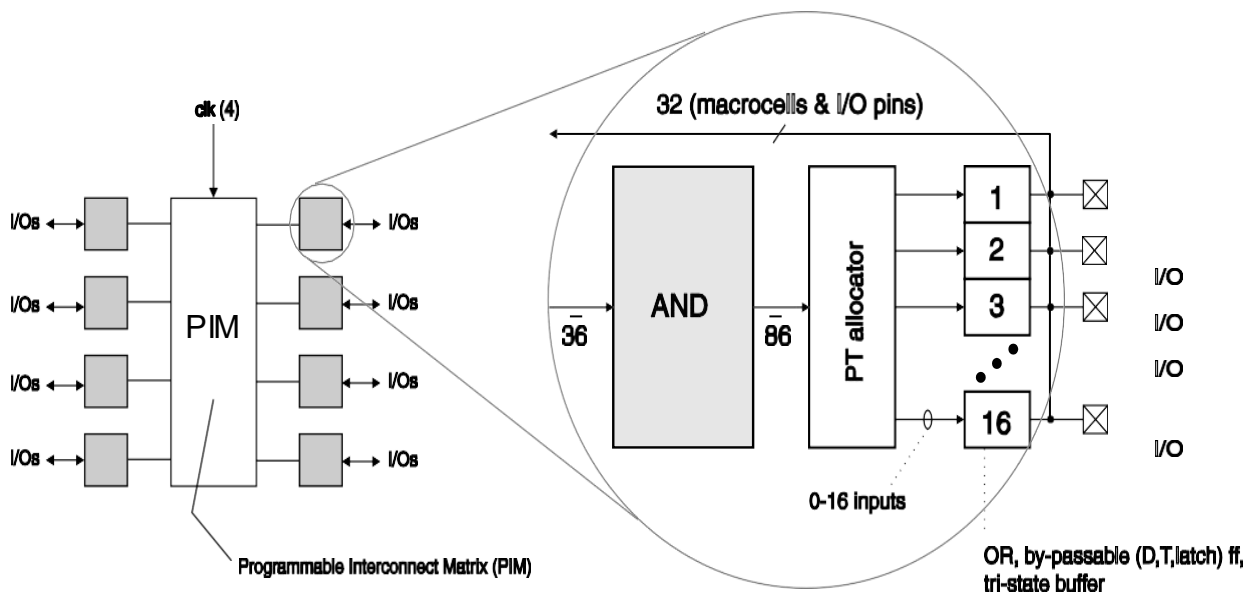 clk (4)
I/Os
I/Os
I/Os
I/Os
PIM
I/Os
I/Os
I/Os
I/Os
Programmable Interconnect Matrix (PIM)
32 (macrocells & I/O pins)
36
AND
86
PT allocator
1
2
3
16
0-16 inputs
I/O
I/O
I/O
I/O
OR, by-passable (D,T,latch) ff,
tri-state buffer